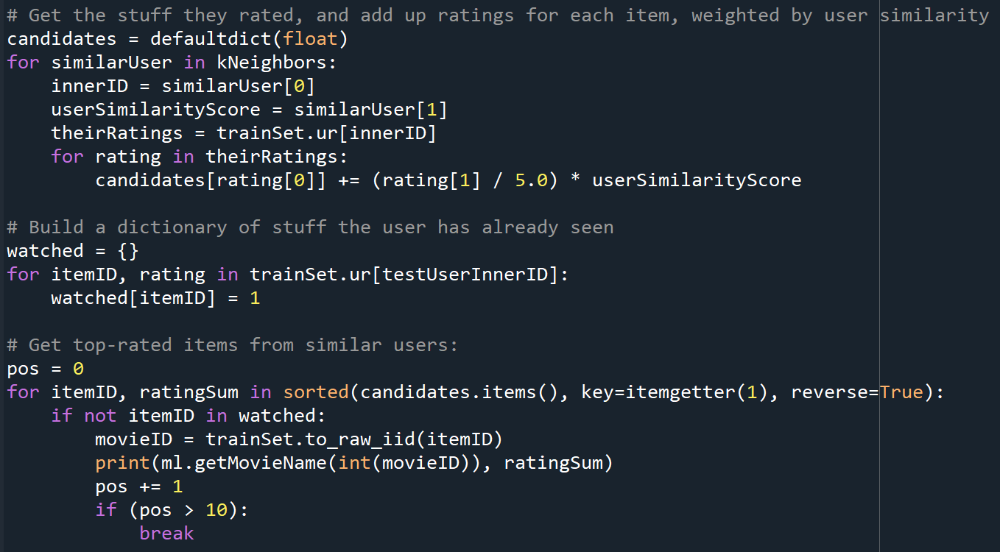 # Get the stuff they rated, and add up ratings for each item, weighted by user similarity
candidates = defaultdict(float)
for similarUser in kNeighbors:
    innerID = similarUser[0]
    userSimilarityScore = similarUser[1]
    theirRatings = trainSet.ur[innerID]
    for rating in theirRatings:
        candidates[rating[0]] += (rating[1] / 5.0) * userSimilarityScore

# Build a dictionary of stuff the user has already seen
watched = {}
for itemID, rating in trainSet.ur[testUserInnerID]:
    watched[itemID] = 1

# Get top-rated items from similar users:
pos = 0
for itemID, ratingSum in sorted(candidates.items(), key=itemgetter(1), reverse=True):
    if not itemID in watched:
        movieID = trainSet.to_raw_iid(itemID)
        print(ml.getMovieName(int(movieID)), ratingSum)
        pos += 1
        if (pos > 10):
            break